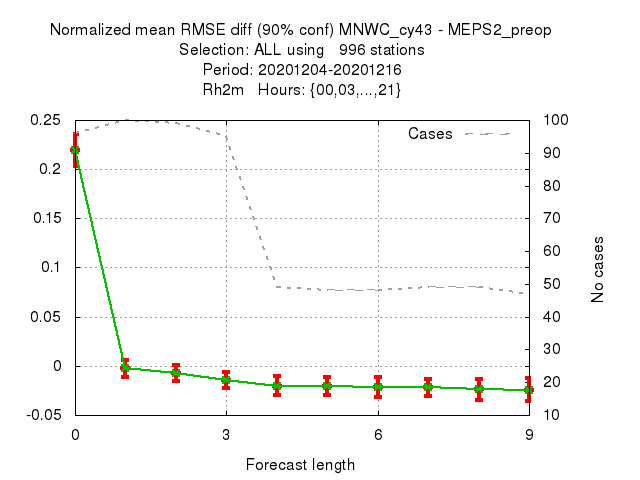 Normalized mean RMSE diff (90% conf) MNWC_cy43 - MEPS2_preop
Selection: ALL using   996 stations
Period: 20201204-20201216
Rh2m   Hours: {00,03,...,21}
Cases
0.25
0.2
0.15
0.1
0.05
0
-0.05
100
90
80
70
60
50
40
30
20
10
No cases
0 3 6 9
Forecast length